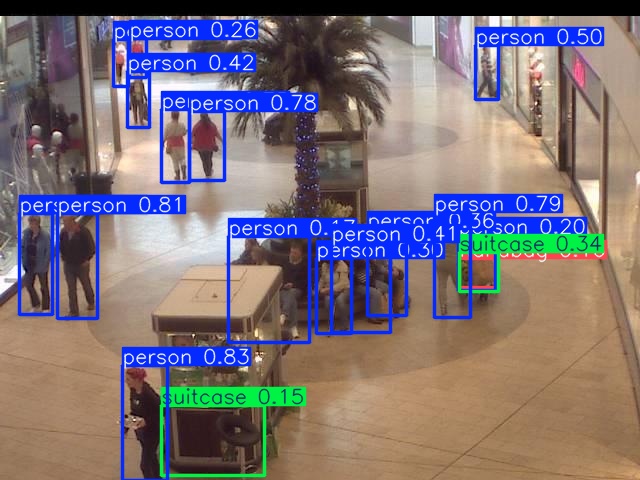 person 0.26
person 0.42
person 0.78
person 0.50
person 0.81
person 0.79
person 0.36
person 0.41
person 0.30
person 0.20
suitcase 0.34
person 0.83
suitcase 0.15